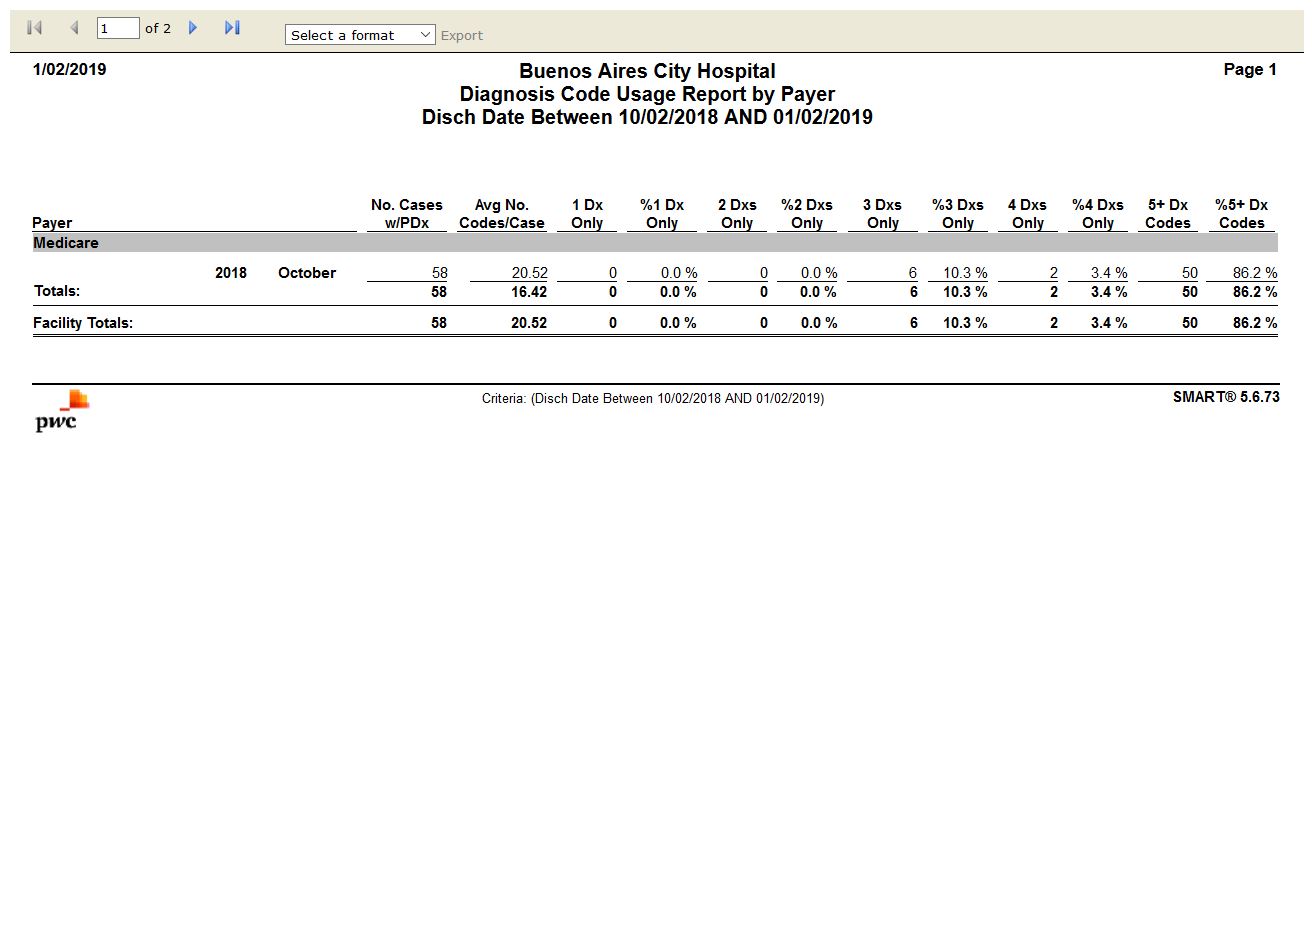 1 of 2 Select a format Export
1/02/2019 Buenos Aires City Hospital Page 1
Diagnosis Code Usage Report by Payer
Disch Date Between 10/02/2018 AND 01/02/2019
No. Cases Avg No. 1 Dx %1 Dx 2 Dxs %2 Dxs 3 Dxs %3 Dxs 4 Dxs %4 Dxs 5+ Dx %5+ Dx
Payer w/PDx Codes/Case Only Only Only Only Only Only Only Only Codes Codes
Medicare
2018 October 58 20.52 0 0.0 % 0 0.0 % 6 10.3 % 2 3.4 % 50 86.2 %
Totals: 58 16.42 0 0.0 % 0 0.0 % 6 10.3 % 2 3.4 % 50 86.2 %
Facility Totals: 58 20.52 0 0.0 % 0 0.0 % 6 10.3 % 2 3.4 % 50 86.2 %
pwc Criteria: (Disch Date Between 10/02/2018 AND 01/02/2019) SMART® 5.6.73